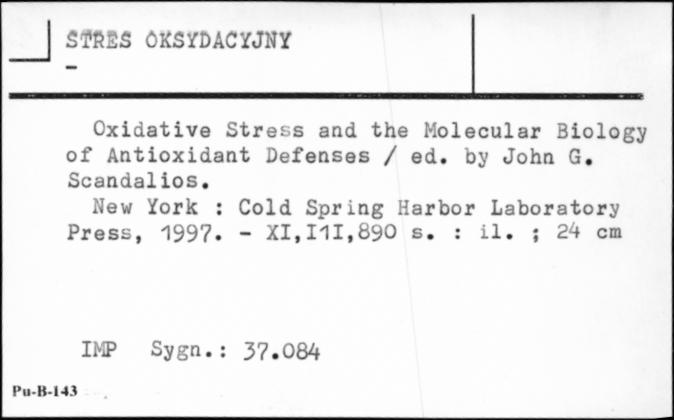 STRES OKSYDACYJNY
-
Oxidative Stress and the Molecular Biology
of Antioxidant Defenses / ed. by John G.
Scandalios.
New York : Cold Spring Harbor Laboratory
Press, 1997. - XI,[1],890 s. : il. ; 24 cm
IMP Sygn.: 37.084
Pu-B-143